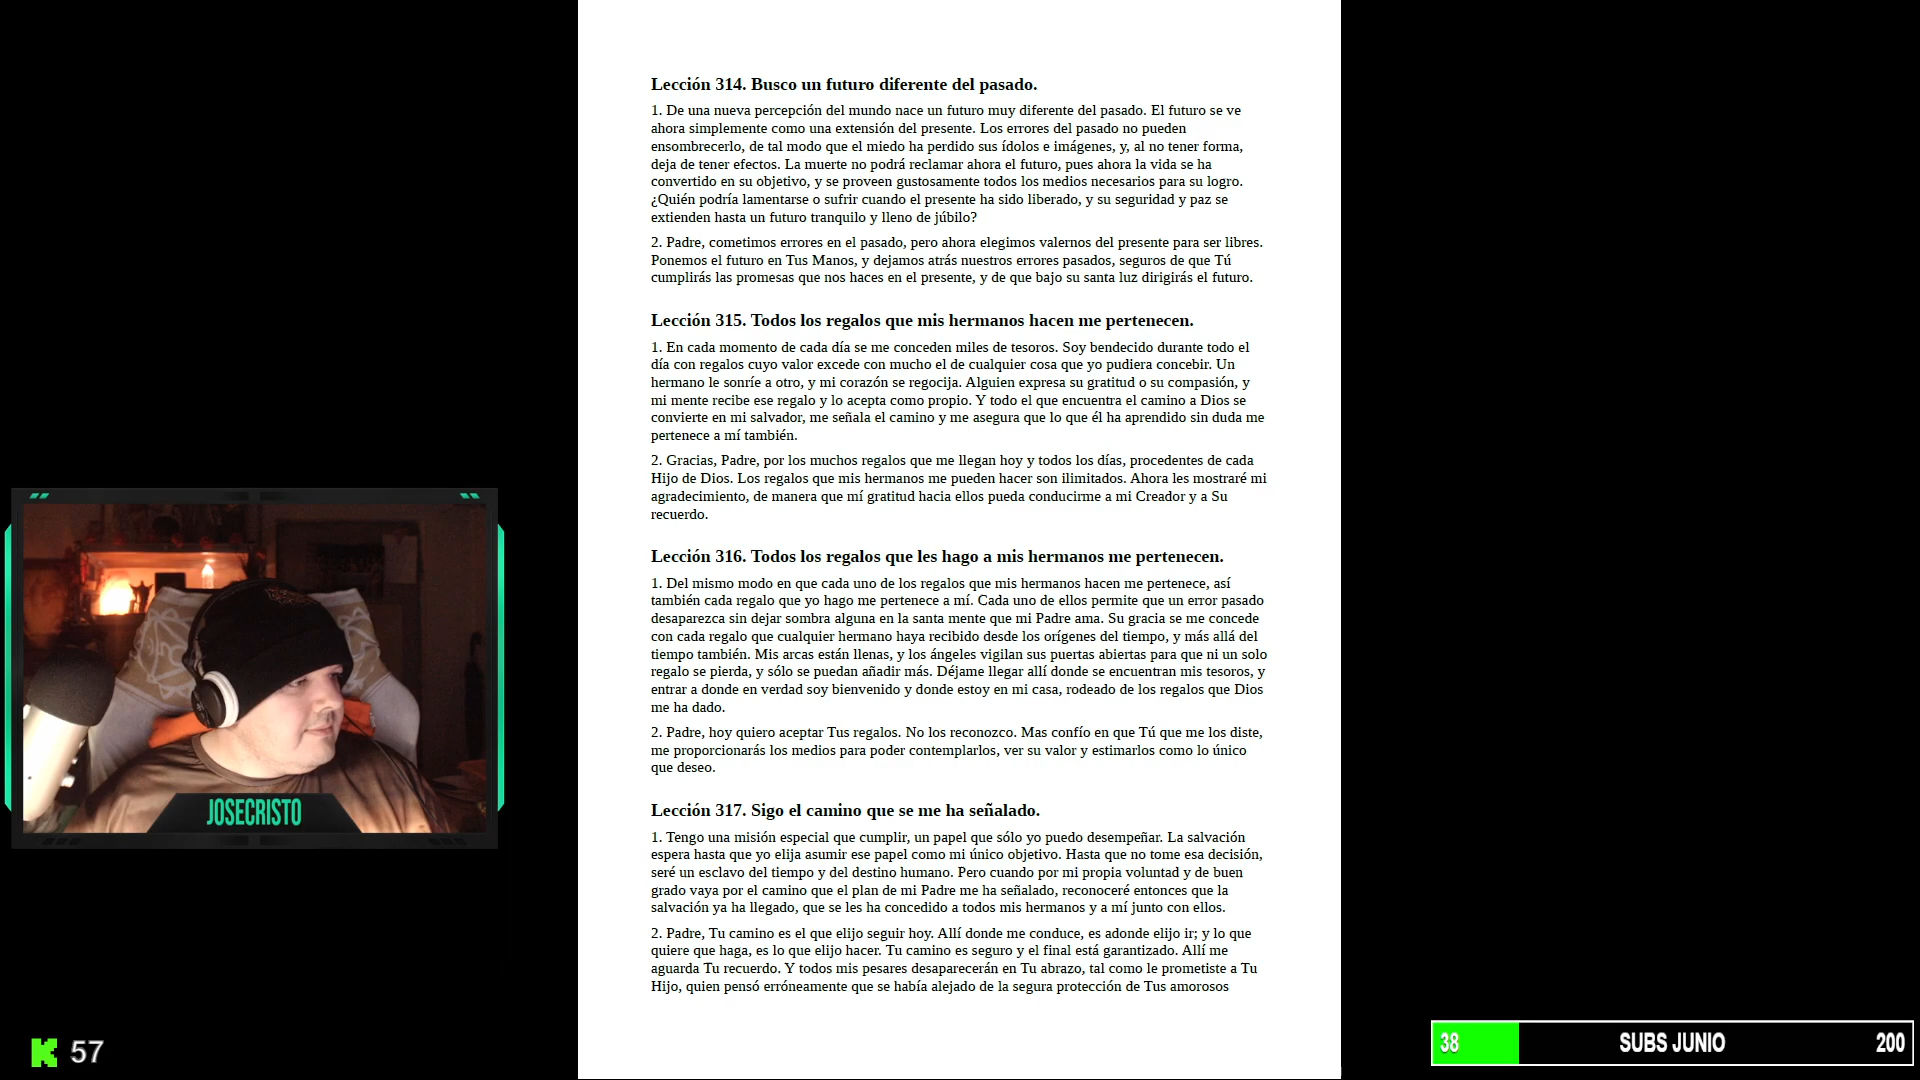 Lección 314. Busco un futuro diferente del pasado.
1. De una nueva percepción del mundo nace un futuro muy diferente del pasado. El futuro se ve
ahora simplemente como una extensión del presente. Los errores del pasado no pueden
ensombrecerlo, de tal modo que el miedo ha perdido sus ídolos e imágenes, y, al no tener forma,
deja de tener efectos. La muerte no podrá reclamar ahora el futuro, pues ahora la vida se ha
convertido en su objetivo, y se proveen gustosamente todos los medios necesarios para su logro.
¿Quién podría lamentarse o sufrir cuando el presente ha sido liberado, y su seguridad y paz se
extienden hasta un futuro tranquilo y lleno de júbilo?
2. Padre, cometimos errores en el pasado, pero ahora elegimos valernos del presente para ser libres.
Ponemos el futuro en Tus Manos, y dejamos atrás nuestros errores pasados, seguros de que Tú
cumplirás las promesas que nos haces en el presente, y de que bajo su santa luz dirigirás el futuro.
Lección 315. Todos los regalos que mis hermanos hacen me pertenecen.
1. En cada momento de cada día se me conceden miles de tesoros. Soy bendecido durante todo el
día con regalos cuyo valor excede con mucho el de cualquier cosa que yo pudiera concebir. Un
hermano le sonríe a otro, y mi corazón se regocija. Alguien expresa su gratitud o su compasión, y
mi mente recibe ese regalo y lo acepta como propio. Y todo el que encuentra el camino a Dios se
convierte en mi salvador, me señala el camino y me asegura que lo que él ha aprendido sin duda me
pertenece a mí también.
2. Gracias, Padre, por los muchos regalos que me llegan hoy y todos los días, procedentes de cada
Hijo de Dios. Los regalos que mis hermanos me pueden hacer son ilimitados. Ahora les mostraré mi
agradecimiento, de manera que mí gratitud hacia ellos pueda conducirme a mi Creador y a Su
recuerdo.
Lección 316. Todos los regalos que les hago a mis hermanos me pertenecen.
1. Del mismo modo en que cada uno de los regalos que mis hermanos hacen me pertenece, así
también cada regalo que yo hago me pertenece a mí. Cada uno de ellos permite que un error pasado
desaparezca sin dejar sombra alguna en la santa mente que mi Padre ama. Su gracia se me concede
con cada regalo que cualquier hermano haya recibido desde los orígenes del tiempo, y más allá del
tiempo también. Mis arcas están llenas, y los ángeles vigilan sus puertas abiertas para que ni un solo
regalo se pierda, y sólo se puedan añadir más. Déjame llegar allí donde se encuentran mis tesoros, y
entrar a donde en verdad soy bienvenido y donde estoy en mi casa, rodeado de los regalos que Dios
me ha dado.
2. Padre, hoy quiero aceptar Tus regalos. No los reconozco. Mas confío en que Tú que me los diste,
me proporcionarás los medios para poder contemplarlos, ver su valor y estimarlos como lo único
que deseo.
Lección 317. Sigo el camino que se me ha señalado.
1. Tengo una misión especial que cumplir, un papel que sólo yo puedo desempeñar. La salvación
espera hasta que yo elija asumir ese papel como mi único objetivo. Hasta que no tome esa decisión,
seré un esclavo del tiempo y del destino humano. Pero cuando por mi propia voluntad y de buen
grado vaya por el camino que el plan de mi Padre me ha señalado, reconoceré entonces que la
salvación ya ha llegado, que se les ha concedido a todos mis hermanos y a mí junto con ellos.
2. Padre, Tu camino es el que elijo seguir hoy. Allí donde me conduce, es adonde elijo ir; y lo que
quiere que haga, es lo que elijo hacer. Tu camino es seguro y el final está garantizado. Allí me
aguarda Tu recuerdo. Y todos mis pesares desaparecerán en Tu abrazo, tal como le prometiste a Tu
Hijo, quien pensó erróneamente que se había alejado de la segura protección de Tus amorosos
JOSECRISTO
K 57
38 SUBS JUNIO 200